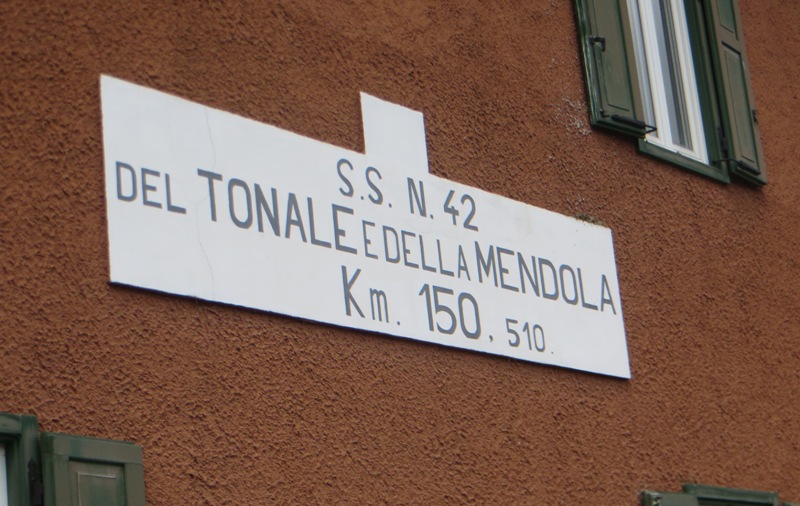 S.S. N. 42
DEL TONALE E DELLA MENDOLA
Km. 150, 510.